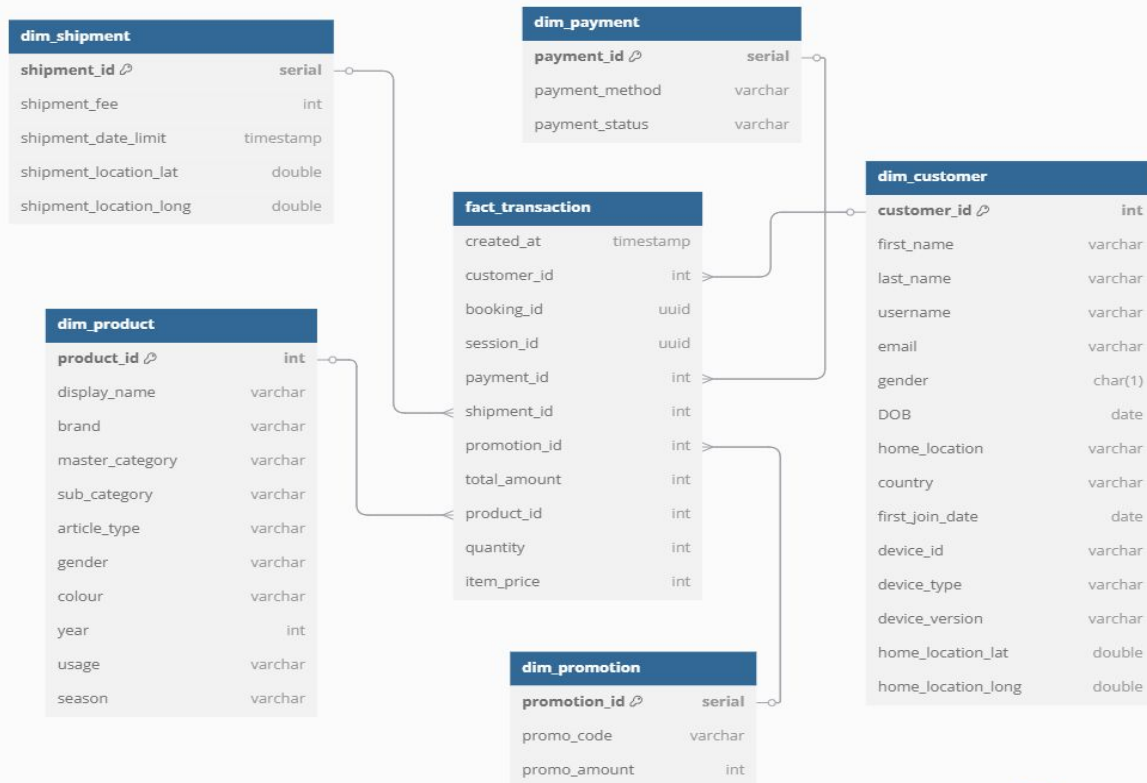 dim_shipment
shipment_id serial
shipment_fee int
shipment_date_limit timestamp
shipment_location_lat double
shipment_location_long double
dim_payment
payment_id serial
payment_method varchar
payment_status varchar
dim_customer
customer_id int
first_name varchar
last_name varchar
username varchar
email varchar
gender char(1)
DOB date
home_location varchar
country varchar
first_join_date date
device_id varchar
device_type varchar
device_version varchar
home_location_lat double
home_location_long double
fact_transaction
created_at timestamp
customer_id int
booking_id uuid
session_id uuid
payment_id int
shipment_id int
promotion_id int
total_amount int
product_id int
quantity int
item_price int
dim_product
product_id int
display_name varchar
brand varchar
master_category varchar
sub_category varchar
article_type varchar
gender varchar
colour varchar
year int
usage varchar
season varchar
dim_promotion
promotion_id serial
promo_code varchar
promo_amount int